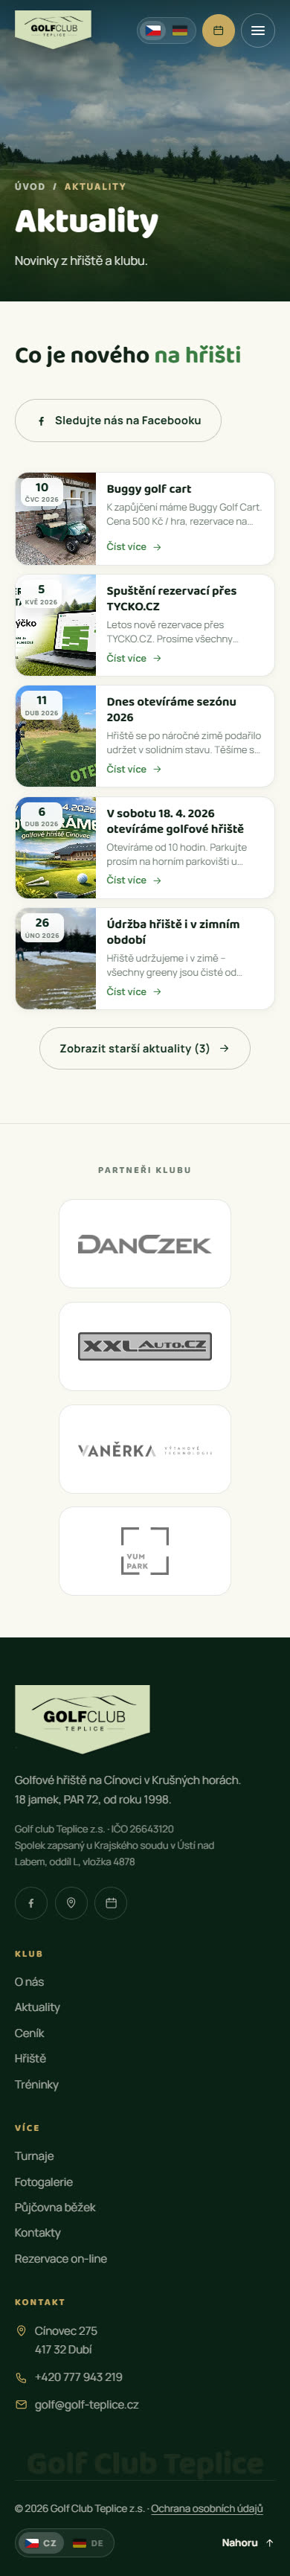 GOLFCLUB
TEPLICE
ÚVOD / AKTUALITY
Aktuality
Novinky z hřiště a klubu.
Co je nového na hřišti
Sledujte nás na Facebooku
10
ČVC 2026
Buggy golf cart
K zapůjčení máme Buggy Golf Cart.
Cena 500 Kč / hra, rezervace na...
Číst více →
5
KVĚ 2026
Spuštění rezervací přes
TYCKO.CZ
Letos nově rezervace přes
TYKO.CZ. Prosíme všechny...
Číst více →
11
DUB 2026
Dnes otevíráme sezónu
2026
Hřiště se po náročné zimě podařilo
udržet v solidním stavu. Těšíme s...
Číst více →
6
DUB 2026
V sobotu 18. 4. 2026
otevíráme golfové hřiště
Otevíráme od 10 hodin. Parkujte
prosím na horním parkovišti u...
Číst více →
26
ÚNO 2026
Údržba hřiště i v zimním
období
Hřiště udržujeme i v zimě –
všechny greeny jsou čisté od...
Číst více →
Zobrazit starší aktuality (3) →
PARTNEŘI KLUBU
DANCZEK
XXLAUTO.CZ
VANĚRKA VÝTAHOVÉ TECHNOLOGIE
VUM
PARK
GOLFCLUB
TEPLICE
Golfové hřiště na Cínovci v Krušných horách.
18 jamek, PAR 72, od roku 1998.
Golf club Teplice z.s. · IČO 26643120
Spolek zapsaný u Krajského soudu v Ústí nad
Labem, oddíl L, vložka 4878
KLUB
O nás
Aktuality
Ceník
Hřiště
Tréninky
VÍCE
Turnaje
Fotogalerie
Půjčovna běžek
Kontakty
Rezervace on-line
KONTAKT
Cínovec 275
417 32 Dubí
+420 777 943 219
golf@golf-teplice.cz
Golf Club Teplice
© 2026 Golf Club Teplice z.s. · Ochrana osobních údajů
CZ DE
Nahoru ↑